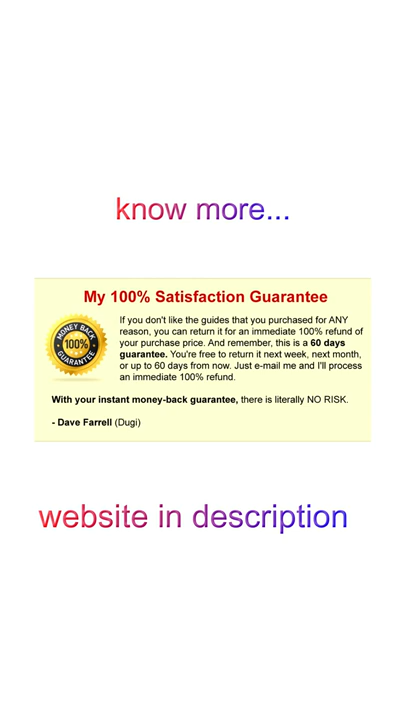 know more...
My 100% Satisfaction Guarantee
MONEY BACK
100%
GUARANTEE
If you don't like the guides that you purchased for ANY
reason, you can return it for an immediate 100% refund of
your purchase price. And remember, this is a 60 days
guarantee. You're free to return it next week, next month,
or up to 60 days from now. Just e-mail me and I'll process
an immediate 100% refund.
With your instant money-back guarantee, there is literally NO RISK.
- Dave Farrell (Dugi)
website in description